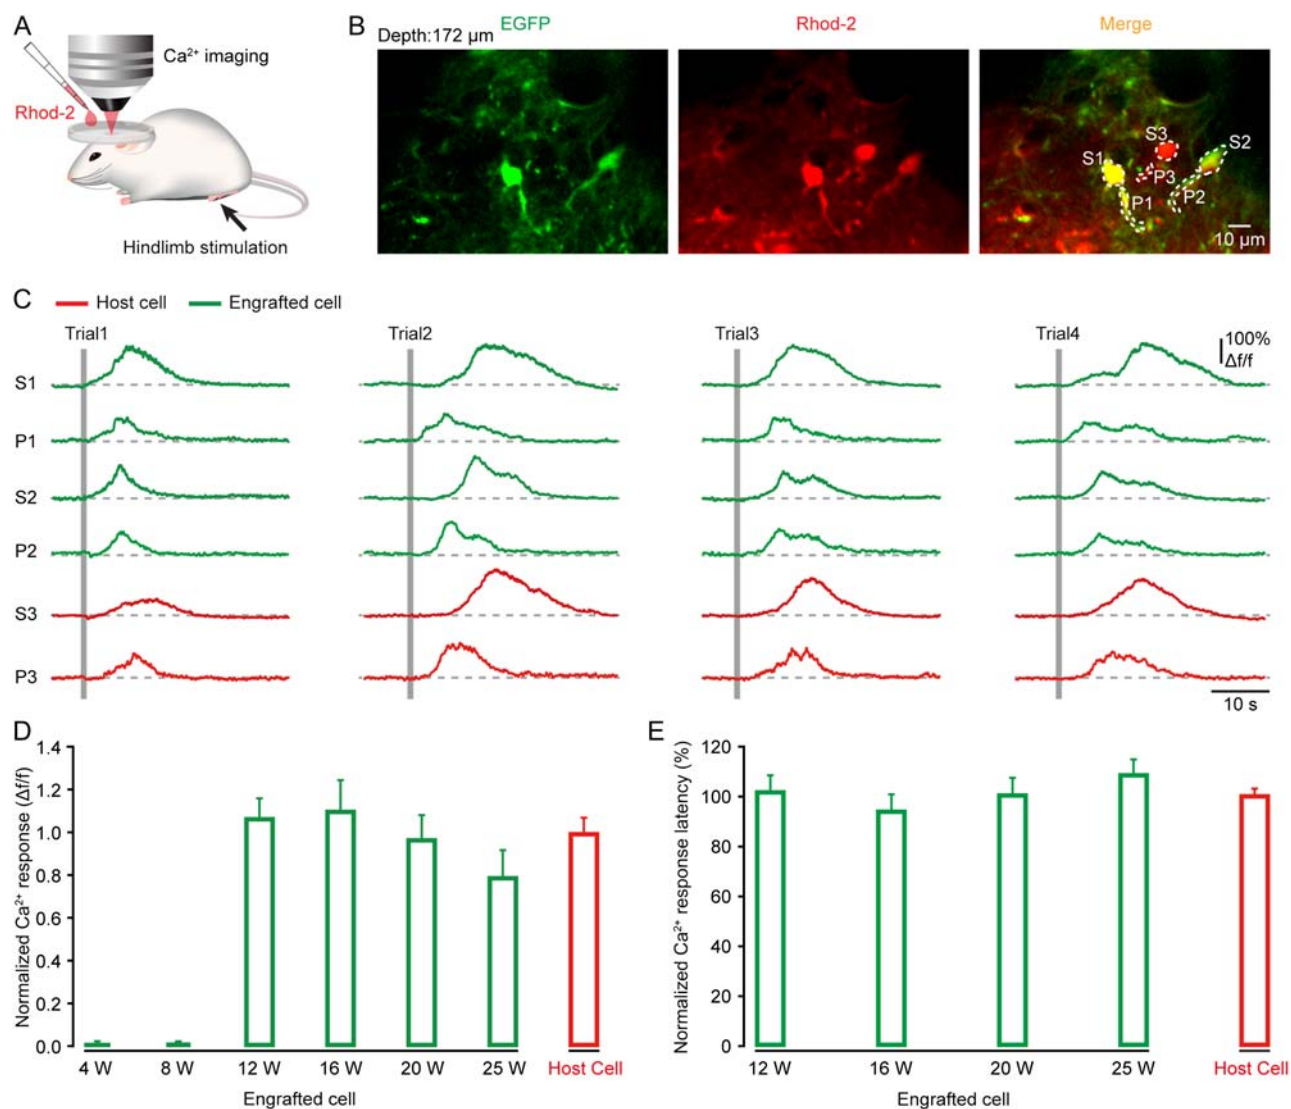 A
Ca²⁺ imaging
Rhod-2
Hindlimb stimulation
B
Depth:172 µm
EGFP
Rhod-2
Merge
S3
S2
S1
P3
P1
P2
10 µm
C
Host cell
Engrafted cell
Trial1
Trial2
Trial3
Trial4
100%
Δf/f
S1
P1
S2
P2
S3
P3
10 s
D
Normalized Ca²⁺ response (Δf/f)
1.4
1.2
1.0
0.8
0.6
0.4
0.2
0.0
4 W
8 W
12 W
16 W
20 W
25 W
Host Cell
Engrafted cell
E
Normalized Ca²⁺ response latency (%)
120
100
80
60
40
20
0
12 W
16 W
20 W
25 W
Host Cell
Engrafted cell